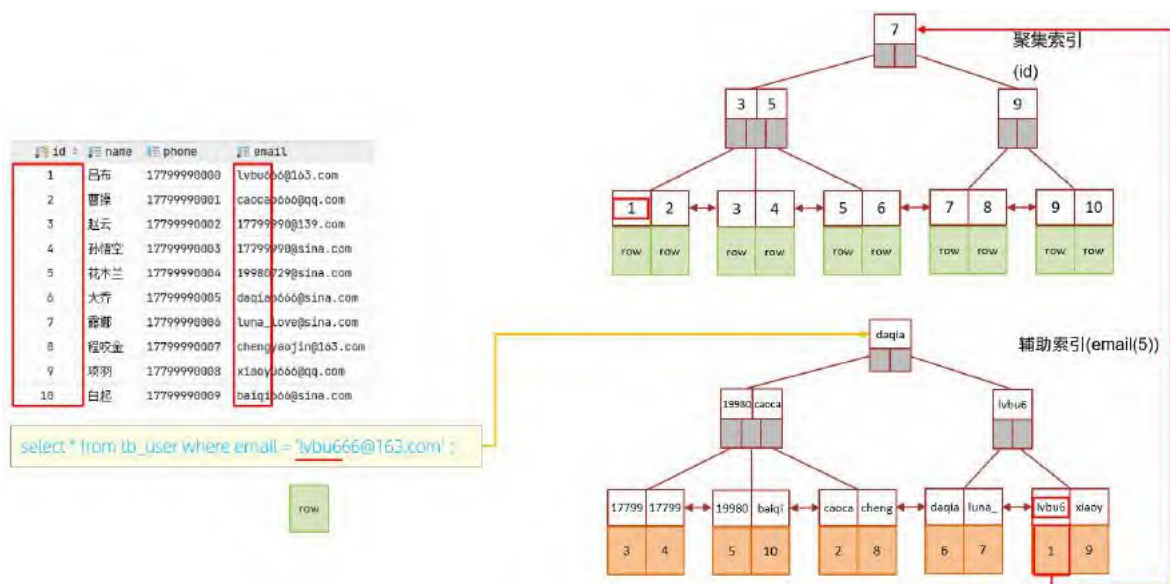 id name phone email
1 吕布 17799990000 lvbu666@163.com
2 曹操 17799990001 caocao666@qq.com
3 赵云 17799990002 17799990@139.com
4 孙悟空 17799990003 17799990@sina.com
5 花木兰 17799990004 19980729@sina.com
6 大乔 17799990005 daqiao666@sina.com
7 露娜 17799990006 luna_love@sina.com
8 程咬金 17799990007 chengyaojin@163.com
9 项羽 17799990008 xiaoyu666@qq.com
10 白起 17799990009 baiqi666@sina.com
select * from tb_user where email = 'lvbu666@163.com' ;
row
7
聚集索引
(id)
3 5 9
1 2 3 4 5 6 7 8 9 10
row row row row row row row row row row
daqia
辅助索引(email(5))
19980 caoca lvbu6
17799 17799 19980 baiqi caoca cheng daqia luna_ lvbu6 xiaoy
3 4 5 10 2 8 6 7 1 9